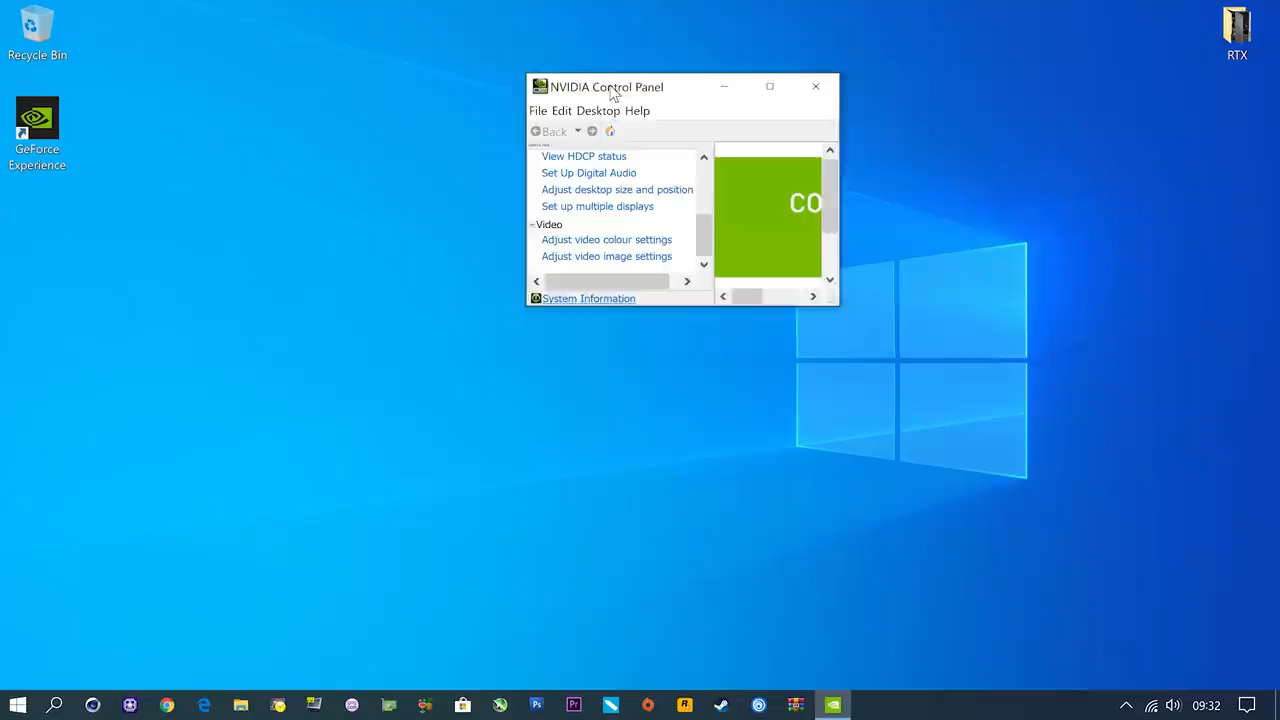 Recycle Bin
RTX
GeForce
Experience
NVIDIA Control Panel
File Edit Desktop Help
Back
View HDCP status
Set Up Digital Audio
Adjust desktop size and position
Set up multiple displays
Video
Adjust video colour settings
Adjust video image settings
System Information
CO
09:32